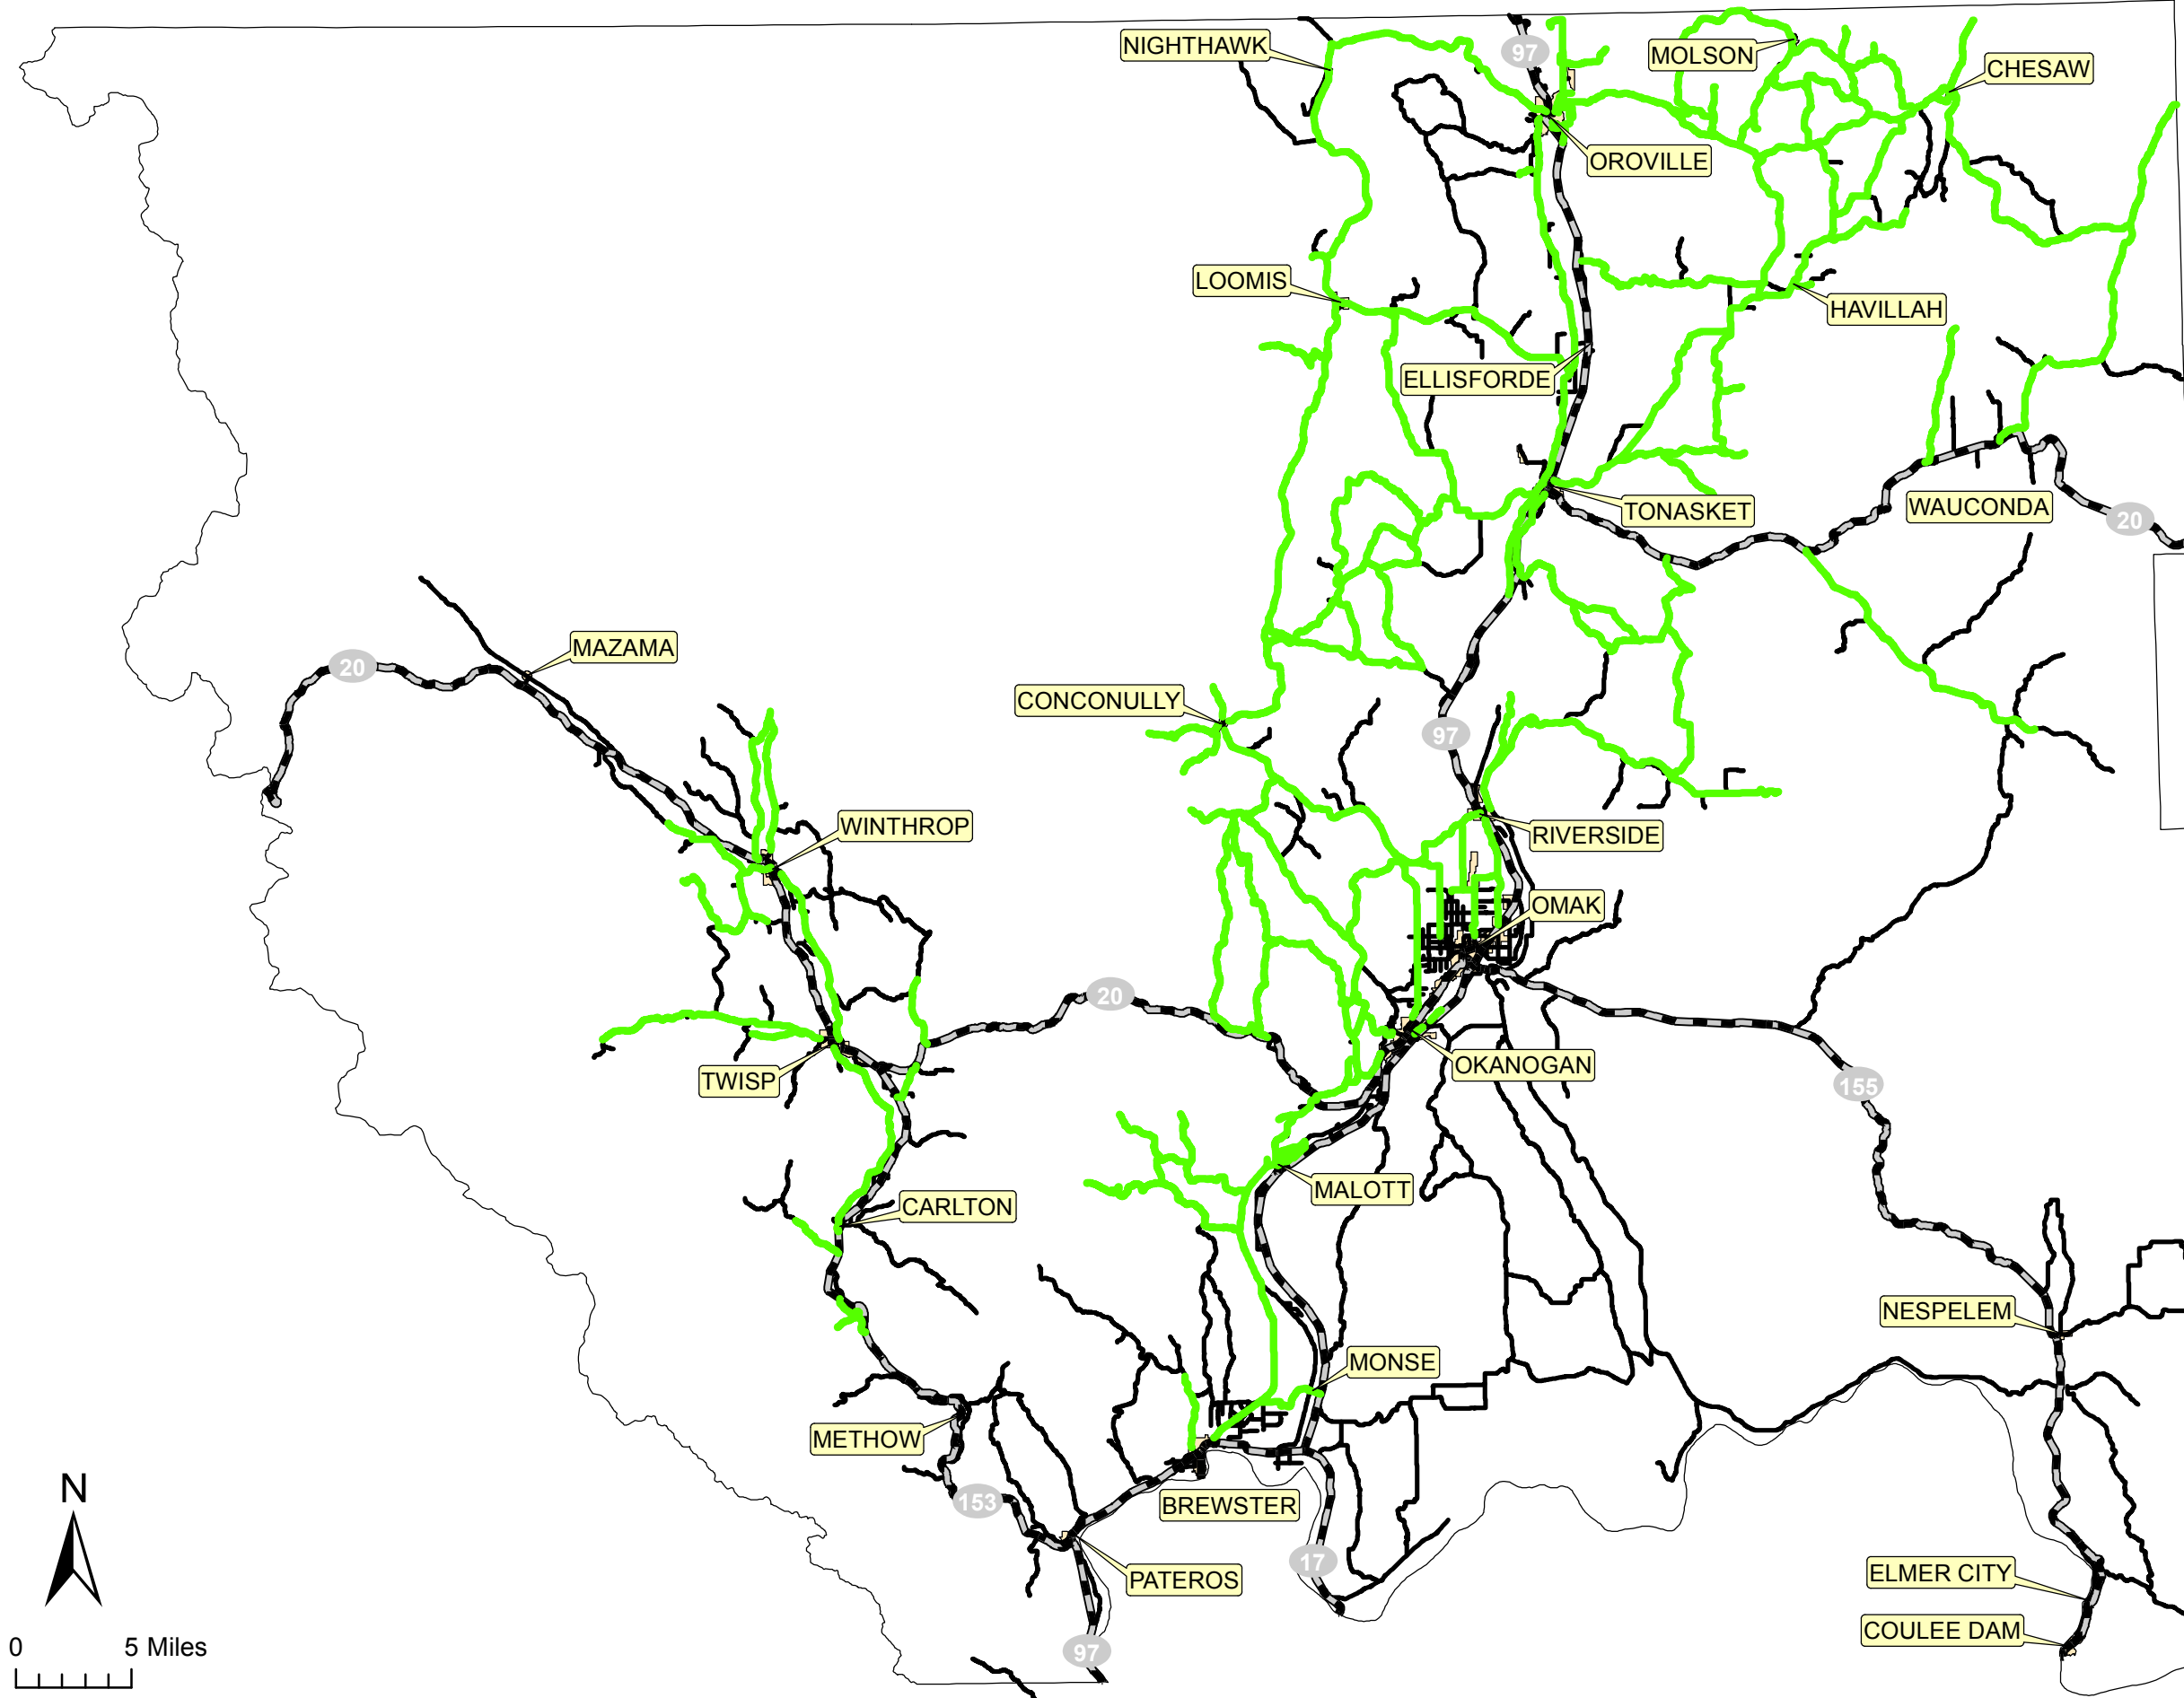 NIGHTHAWK
97
MOLSON
CHESAW
OROVILLE
LOOMIS
HAVILLAH
ELLISFORDE
TONASKET
WAUCONDA
20
MAZAMA
20
CONCONULLY
97
WINTHROP
RIVERSIDE
OMAK
20
TWISP
OKANOGAN
155
MALOTT
CARLTON
NESPELEM
MONSE
METHOW
N
153
BREWSTER
17
PATEROS
ELMER CITY
COULEE DAM
0 5 Miles
97